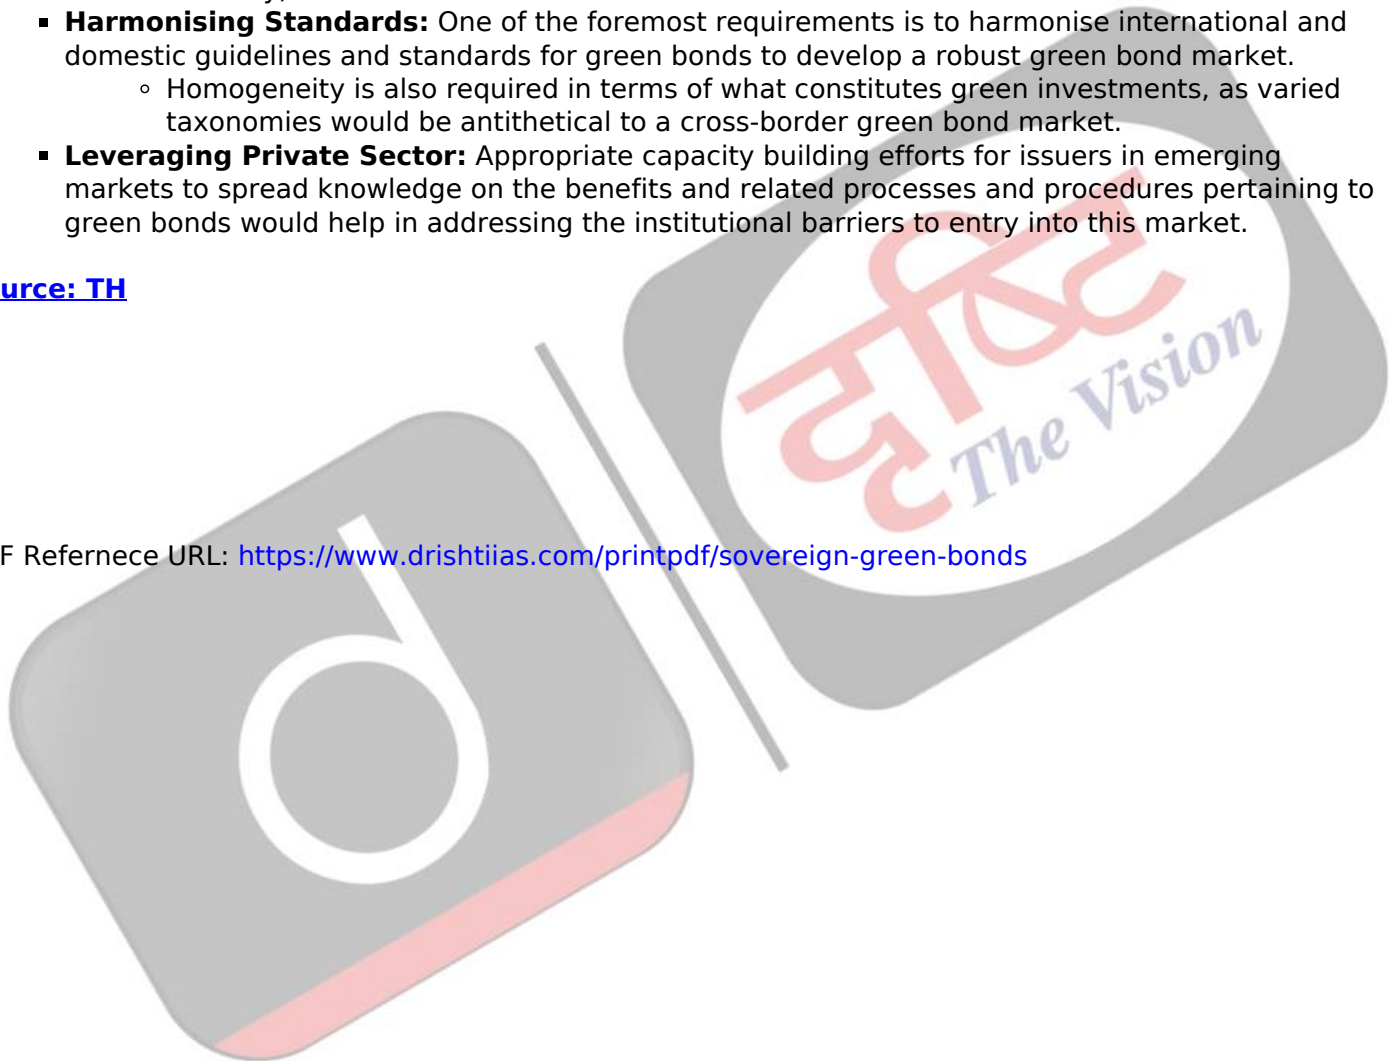 Harmonising Standards: One of the foremost requirements is to harmonise international and
domestic guidelines and standards for green bonds to develop a robust green bond market.
Homogeneity is also required in terms of what constitutes green investments, as varied
taxonomies would be antithetical to a cross-border green bond market.
Leveraging Private Sector: Appropriate capacity building efforts for issuers in emerging
markets to spread knowledge on the benefits and related processes and procedures pertaining to
green bonds would help in addressing the institutional barriers to entry into this market.
urce: TH
दृष्टि
The Vision
d
F Refernece URL: https://www.drishtiias.com/printpdf/sovereign-green-bonds